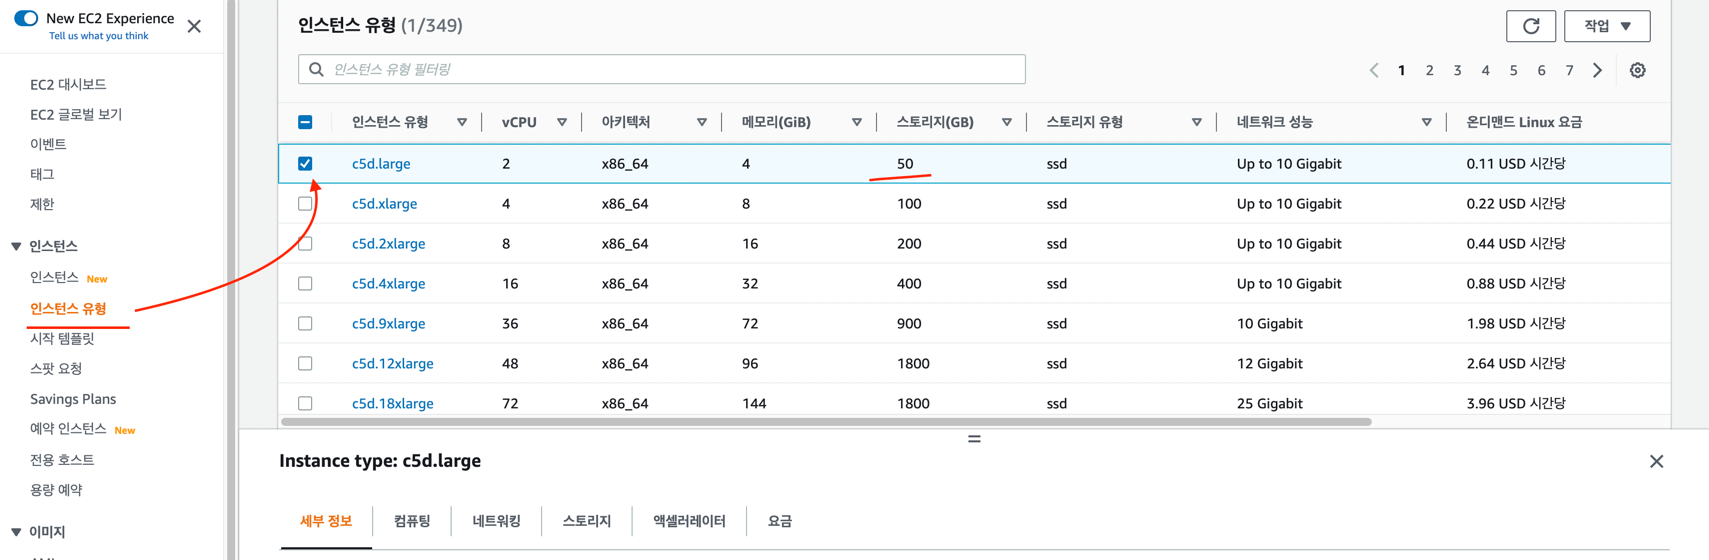 New EC2 Experience
Tell us what you think
EC2 대시보드
EC2 글로벌 보기
이벤트
태그
제한
인스턴스
인스턴스 New
인스턴스 유형
시작 템플릿
스팟 요청
Savings Plans
예약 인스턴스 New
전용 호스트
용량 예약
이미지
인스턴스 유형 (1/349)
작업
인스턴스 유형 필터링
1 2 3 4 5 6 7
인스턴스 유형 vCPU 아키텍처 메모리(GiB) 스토리지(GB) 스토리지 유형 네트워크 성능 온디맨드 Linux 요금
c5d.large 2 x86_64 4 50 ssd Up to 10 Gigabit 0.11 USD 시간당
c5d.xlarge 4 x86_64 8 100 ssd Up to 10 Gigabit 0.22 USD 시간당
c5d.2xlarge 8 x86_64 16 200 ssd Up to 10 Gigabit 0.44 USD 시간당
c5d.4xlarge 16 x86_64 32 400 ssd Up to 10 Gigabit 0.88 USD 시간당
c5d.9xlarge 36 x86_64 72 900 ssd 10 Gigabit 1.98 USD 시간당
c5d.12xlarge 48 x86_64 96 1800 ssd 12 Gigabit 2.64 USD 시간당
c5d.18xlarge 72 x86_64 144 1800 ssd 25 Gigabit 3.96 USD 시간당
Instance type: c5d.large
세부 정보 컴퓨팅 네트워킹 스토리지 액셀러레이터 요금